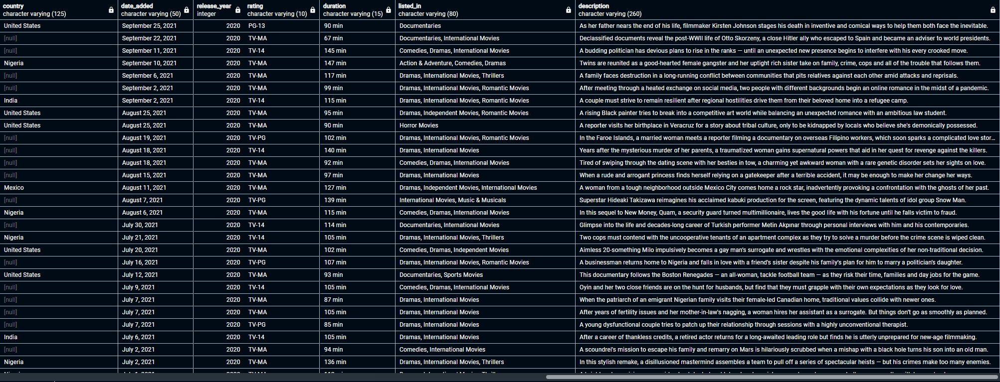 country date_added release_year rating duration listed_in description
character varying (125) character varying (50) integer character varying (10) character varying (15) character varying (80) character varying (260)
United States September 25, 2021 2020 PG-13 90 min Documentaries As her father nears the end of his life, filmmaker Kirsten Johnson stages his death in inventive and comical ways to help them both face the inevitable.
[null] September 22, 2021 2020 TV-MA 67 min Documentaries, International Movies Declassified documents reveal the post-WWII life of Otto Skorzeny, a close Hitler ally who escaped to Spain and became an adviser to world presidents.
[null] September 11, 2021 2020 TV-14 145 min Comedies, Dramas, International Movies A budding politician has devious plans to rise in the ranks — until an unexpected new presence begins to interfere with his every crooked move.
Nigeria September 10, 2021 2020 TV-MA 147 min Action & Adventure, Comedies, Dramas Twins are reunited as a good-hearted female gangster and her uptight rich sister take on family, crime, cops and all of the trouble that follows them.
[null] September 6, 2021 2020 TV-MA 117 min Dramas, International Movies, Thrillers A family faces destruction in a long-running conflict between communities that pits relatives against each other amid attacks and reprisals.
[null] September 2, 2021 2020 TV-MA 99 min Dramas, International Movies, Romantic Movies After meeting through a heated exchange on social media, two people with different backgrounds begin an online romance in the midst of a pandemic.
India September 2, 2021 2020 TV-14 115 min Dramas, International Movies, Romantic Movies A couple must strive to remain resilient after regional hostilities drive them from their beloved home into a refugee camp.
United States August 25, 2021 2020 TV-MA 95 min Dramas, Independent Movies, Romantic Movies A rising Black painter tries to break into a competitive art world while balancing an unexpected romance with an ambitious law student.
United States August 25, 2021 2020 TV-MA 90 min Horror Movies A reporter visits her birthplace in Veracruz for a story about tribal culture, only to be kidnapped by locals who believe she's demonically possessed.
[null] August 19, 2021 2020 TV-PG 102 min Dramas, International Movies, Romantic Movies In the Faroe Islands, a married woman meets a reporter filming a documentary on overseas Filipino workers, which soon sparks a complicated love stor...
[null] August 18, 2021 2020 TV-14 140 min Dramas, International Movies Years after the mysterious murder of her parents, a traumatized woman gains supernatural powers that aid in her quest for revenge against the killers.
[null] August 18, 2021 2020 TV-MA 92 min Comedies, Dramas, International Movies Tired of swiping through the dating scene with her besties in tow, a charming yet awkward woman with a rare genetic disorder sets her sights on love.
[null] August 15, 2021 2020 TV-MA 97 min Dramas, International Movies When a rude and arrogant princess finds herself relying on a gatekeeper after a terrible accident, it may be enough to make her change her ways.
Mexico August 11, 2021 2020 TV-MA 127 min Dramas, Independent Movies, International Movies A woman from a tough neighborhood outside Mexico City comes home a rock star, inadvertently provoking a confrontation with the ghosts of her past.
[null] August 7, 2021 2020 TV-PG 139 min International Movies, Music & Musicals Superstar Hideaki Takizawa reimagines his acclaimed kabuki production for the screen, featuring the dynamic talents of idol group Snow Man.
Nigeria August 6, 2021 2020 TV-MA 115 min Comedies, Dramas, International Movies In this sequel to New Money, Quam, a security guard turned multimillionaire, lives the good life with his fortune until he falls victim to fraud.
[null] July 30, 2021 2020 TV-14 114 min Documentaries, International Movies Glimpse into the life and decades-long career of Turkish performer Metin Akpınar through personal interviews with him and his contemporaries.
Nigeria July 21, 2021 2020 TV-14 105 min Dramas, International Movies, Thrillers Two cops must contend with the uncooperative tenants of an apartment complex as they try to solve a murder before the crime scene is wiped clean.
United States July 20, 2021 2020 TV-MA 102 min Comedies, Dramas, Independent Movies Aimless 20-something Milo impulsively becomes a gay man’s surrogate and wrestles with the emotional complexities of her non-traditional decision.
[null] July 16, 2021 2020 TV-PG 107 min Dramas, International Movies, Romantic Movies A businessman returns home to Nigeria and falls in love with a friend's sister despite his family’s plan for him to marry a politician’s daughter.
United States July 12, 2021 2020 TV-MA 93 min Documentaries, Sports Movies This documentary follows the Boston Renegades — an all-woman, tackle football team — as they risk their time, families and day jobs for the game.
[null] July 9, 2021 2020 TV-14 105 min Comedies, Dramas, International Movies Oyin and her two close friends are on the hunt for husbands, but find that they must grapple with their own expectations as they look for love.
[null] July 7, 2021 2020 TV-MA 87 min Dramas, International Movies When the patriarch of an emigrant Nigerian family visits their female-led Canadian home, traditional values collide with newer ones.
[null] July 7, 2021 2020 TV-MA 105 min Dramas, International Movies After years of fertility issues and her mother-in-law's nagging, a woman hires her assistant as a surrogate. But things don’t go as smoothly as planned.
[null] July 7, 2021 2020 TV-PG 85 min Dramas, International Movies A young dysfunctional couple tries to patch up their relationship through sessions with a highly unconventional therapist.
India July 6, 2021 2020 TV-14 105 min Dramas, International Movies After a career of thankless credits, a retired actor returns for a long-awaited leading role but finds he is utterly unprepared for new-age filmmaking.
[null] July 2, 2021 2020 TV-MA 94 min Comedies, International Movies A scoundrel's mission to escape his family and remarry on Mars is hilariously scrubbed when a mishap with a black hole turns his son into an old man.
Nigeria July 2, 2021 2020 TV-MA 136 min Dramas, International Movies, Thrillers In this stylish remake, a disillusioned mastermind assembles a team to pull off a series of spectacular heists — but his crimes make too many enemies.